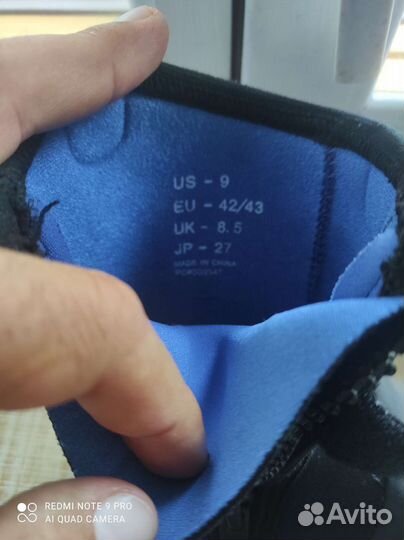 US - 9
EU - 42/43
UK - 8.5
JP - 27
MADE IN CHINA
REDMI NOTE 9 PRO
AI QUAD CAMERA
Avito